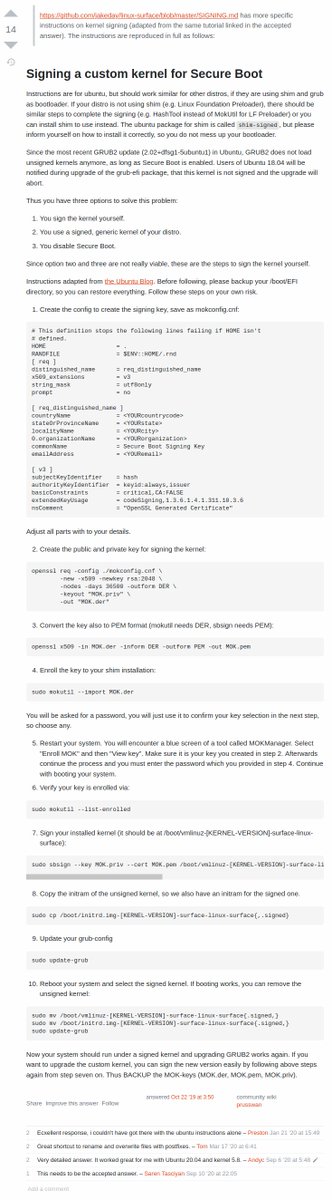 14
https://github.com/jakeday/linux-surface/blob/master/SIGNING.md has more specific
instructions on kernel signing (adapted from the same tutorial linked in the accepted
answer). The instructions are reproduced in full as follows:
Signing a custom kernel for Secure Boot
Instructions are for ubuntu, but should work similar for other distros, if they are using shim and grub
as bootloader. If your distro is not using shim (e.g. Linux Foundation Preloader), there should be
similar steps to complete the signing (e.g. HashTool instead of MokUtil for LF Preloader) or you
can install shim to use instead. The ubuntu package for shim is called shim-signed, but please
inform yourself on how to install it correctly, so you do not mess up your bootloader.
Since the most recent GRUB2 update (2.02+dfsg1-5ubuntu1) in Ubuntu, GRUB2 does not load
unsigned kernels anymore, as long as Secure Boot is enabled. Users of Ubuntu 18.04 will be
notified during upgrade of the grub-efi package, that this kernel is not signed and the upgrade will
abort.
Thus you have three options to solve this problem:
1. You sign the kernel yourself.
2. You use a signed, generic kernel of your distro.
3. You disable Secure Boot.
Since option two and three are not really viable, these are the steps to sign the kernel yourself.
Instructions adapted from the Ubuntu Blog. Before following, please backup your /boot/EFI
directory, so you can restore everything. Follow these steps on your own risk.
1. Create the config to create the signing key, save as mokconfig.cnf:
# This definition stops the following lines failing if HOME isn't
# defined.
HOME = .
RANDFILE = $ENV::HOME/.rnd
[ req ]
distinguished_name = req_distinguished_name
x509_extensions = v3
string_mask = utf8only
prompt = no
[ req_distinguished_name ]
countryName = <YOURcountrycode>
stateOrProvinceName = <YOURstate>
localityName = <YOURcity>
0.organizationName = <YOURorganization>
commonName = Secure Boot Signing Key
emailAddress = <YOURemail>
[ v3 ]
subjectKeyIdentifier = hash
authorityKeyIdentifier = keyid:always,issuer
basicConstraints = critical,CA:FALSE
extendedKeyUsage = codeSigning,1.3.6.1.4.1.311.10.3.6
nsComment = "OpenSSL Generated Certificate"
Adjust all parts with to your details.
2. Create the public and private key for signing the kernel:
openssl req -config ./mokconfig.cnf \
-new -x509 -newkey rsa:2048 \
-nodes -days 36500 -outform DER \
-keyout "MOK.priv" \
-out "MOK.der"
3. Convert the key also to PEM format (mokutil needs DER, sbsign needs PEM):
openssl x509 -in MOK.der -inform DER -outform PEM -out MOK.pem
4. Enroll the key to your shim installation:
sudo mokutil --import MOK.der
You will be asked for a password, you will just use it to confirm your key selection in the next step,
so choose any.
5. Restart your system. You will encounter a blue screen of a tool called MOKManager. Select
"Enroll MOK" and then "View key". Make sure it is your key you created in step 2. Afterwards
continue the process and you must enter the password which you provided in step 4. Continue
with booting your system.
6. Verify your key is enrolled via:
sudo mokutil --list-enrolled
7. Sign your installed kernel (it should be at /boot/vmlinuz-[KERNEL-VERSION]-surface-linux-
surface):
sudo sbsign --key MOK.priv --cert MOK.pem /boot/vmlinuz-[KERNEL-VERSION]-surface-li
8. Copy the initram of the unsigned kernel, so we also have an initram for the signed one.
sudo cp /boot/initrd.img-[KERNEL-VERSION]-surface-linux-surface{,.signed}
9. Update your grub-config
sudo update-grub
10. Reboot your system and select the signed kernel. If booting works, you can remove the
unsigned kernel:
sudo mv /boot/vmlinuz-[KERNEL-VERSION]-surface-linux-surface{.signed,}
sudo mv /boot/initrd.img-[KERNEL-VERSION]-surface-linux-surface{.signed,}
sudo update-grub
Now your system should run under a signed kernel and upgrading GRUB2 works again. If you
want to upgrade the custom kernel, you can sign the new version easily by following above steps
again from step seven on. Thus BACKUP the MOK-keys (MOK.der, MOK.pem, MOK.priv).
Share Improve this answer Follow
answered Oct 22 '19 at 3:50
community wiki
prusswan
2 Excellent response, i couldn't have got there with the ubuntu instructions alone – Preston Jan 21 '20 at 15:49
2 Great shortcut to rename and overwrite files with postfixes. – Tom Mar 17 '20 at 6:41
2 Very detailed answer. It worked great for me with Ubuntu 20.04 and kernel 5.8. – Andyc Sep 6 '20 at 5:48
1 This needs to be the accepted answer. – Saren Tasciyan Sep 10 '20 at 22:05
Add a comment